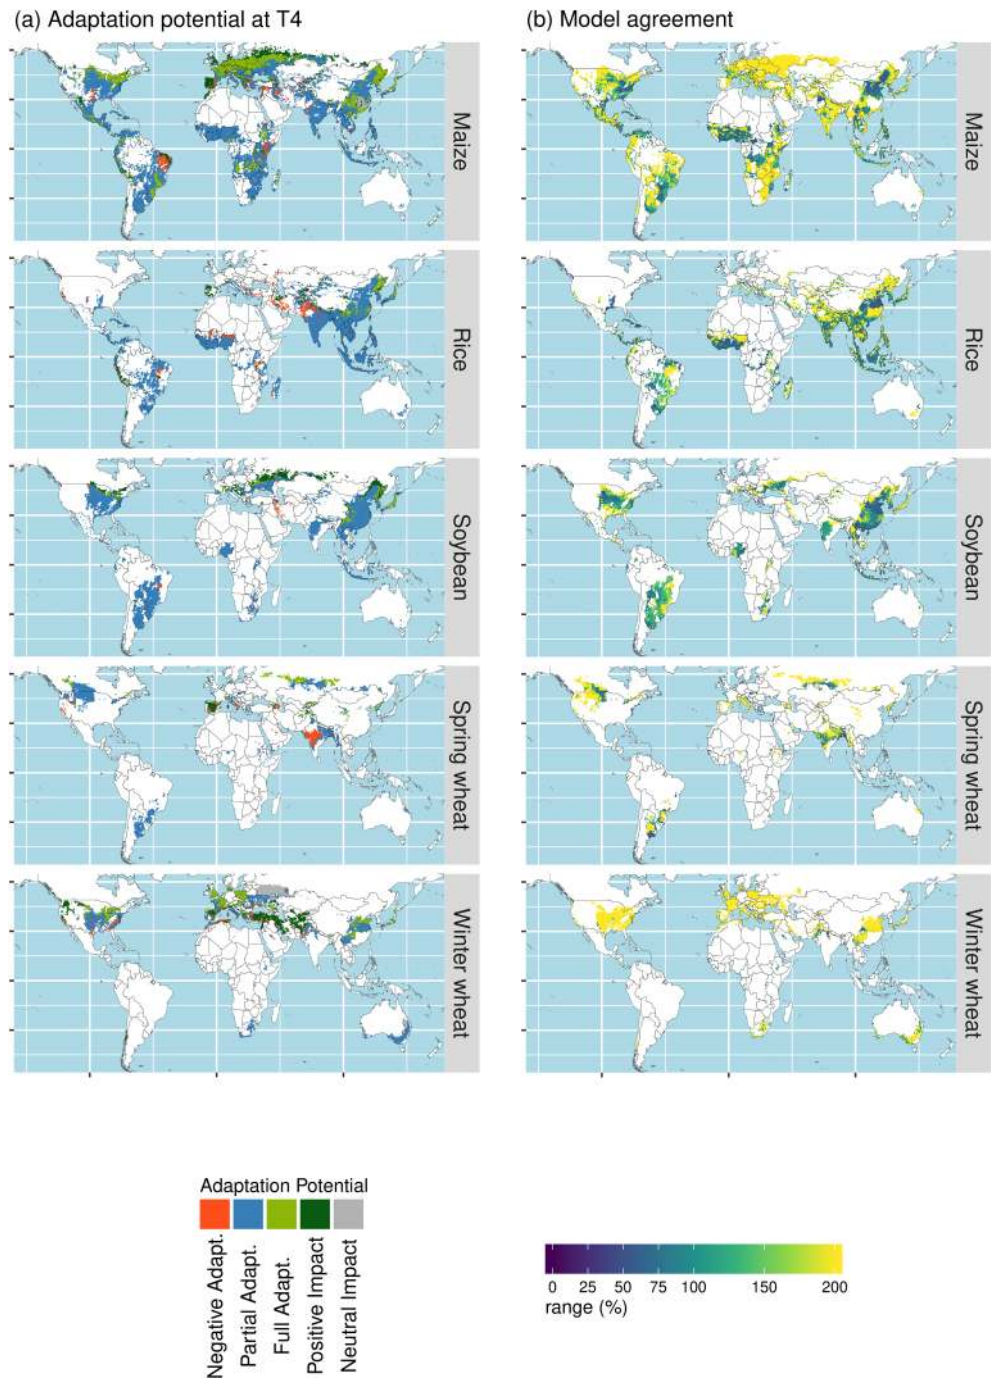 (a) Adaptation potential at T4
(b) Model agreement
Maize
Maize
Rice
Rice
Soybean
Soybean
Spring wheat
Spring wheat
Winter wheat
Winter wheat
Adaptation Potential
Negative Adapt.
Partial Adapt.
Full Adapt.
Positive Impact
Neutral Impact
0 25 50 75 100 150 200
range (%)